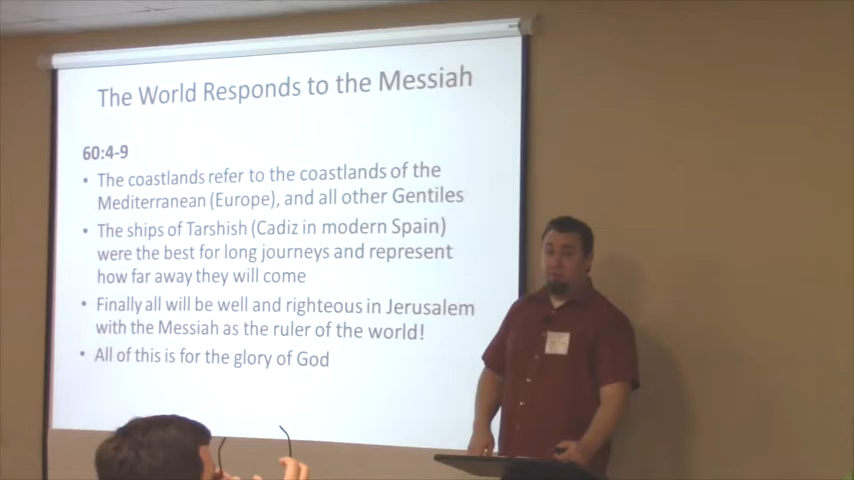 The World Responds to the Messiah
60:4-9
• The coastlands refer to the coastlands of the
Mediterranean (Europe), and all other Gentiles
• The ships of Tarshish (Cadiz in modern Spain)
were the best for long journeys and represent
how far away they will come
• Finally all will be well and righteous in Jerusalem
with the Messiah as the ruler of the world!
• All of this is for the glory of God